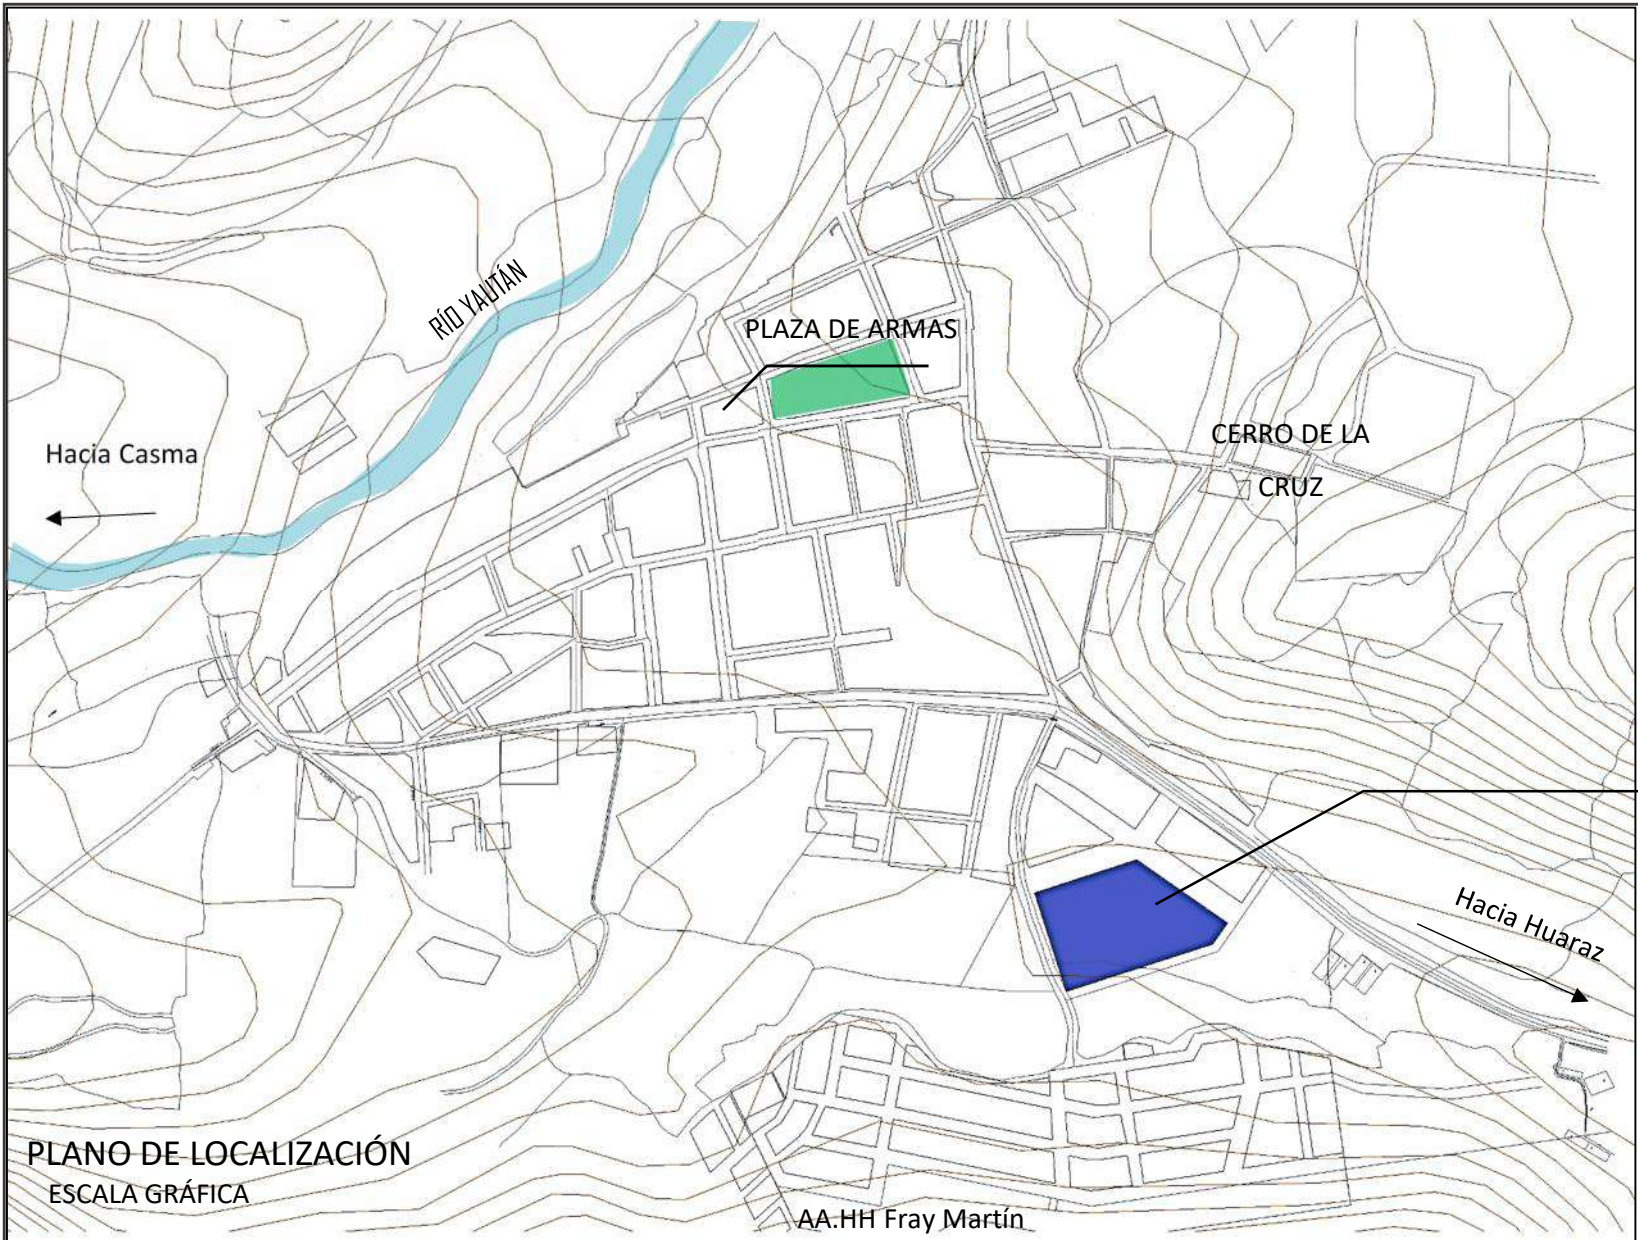 RÍO YAUTÁN
PLAZA DE ARMAS
Hacia Casma
CERRO DE LA
CRUZ
Hacia Huaraz
PLANO DE LOCALIZACIÓN
ESCALA GRÁFICA
AA.HH Fray Martín